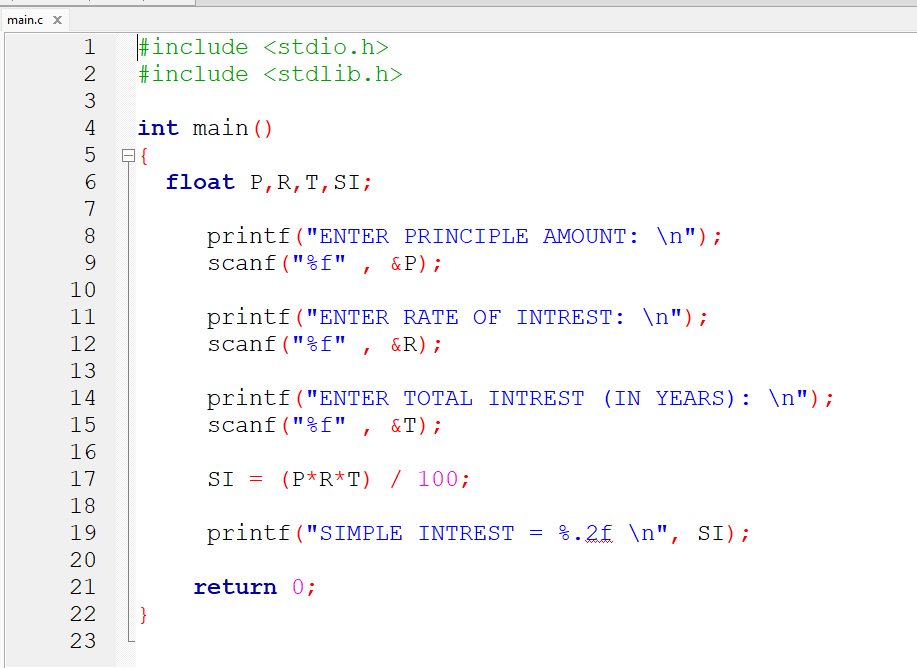 main.c X
1 #include <stdio.h>
2 #include <stdlib.h>
3
4 int main()
5 {
6 float P,R,T,SI;
7
8 printf("ENTER PRINCIPLE AMOUNT: \n");
9 scanf("%f" , &P);
10
11 printf("ENTER RATE OF INTREST: \n");
12 scanf("%f" , &R);
13
14 printf("ENTER TOTAL INTREST (IN YEARS): \n");
15 scanf("%f" , &T);
16
17 SI = (P*R*T) / 100;
18
19 printf("SIMPLE INTREST = %.2f \n", SI);
20
21 return 0;
22 }
23